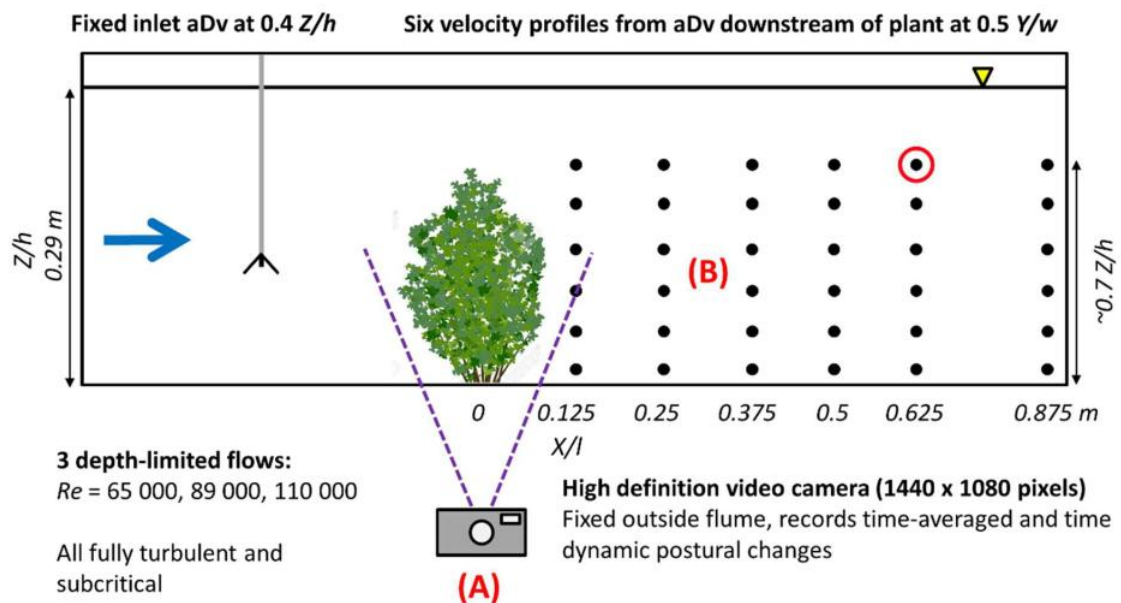 Fixed inlet aDv at 0.4 Z/h
Six velocity profiles from aDv downstream of plant at 0.5 Y/w
Z/h
0.29 m
(B)
~0.7 Z/h
0 0.125 0.25 0.375 0.5 0.625 0.875 m
X/l
3 depth-limited flows:
Re = 65 000, 89 000, 110 000
All fully turbulent and
subcritical
High definition video camera (1440 x 1080 pixels)
Fixed outside flume, records time-averaged and time
dynamic postural changes
(A)